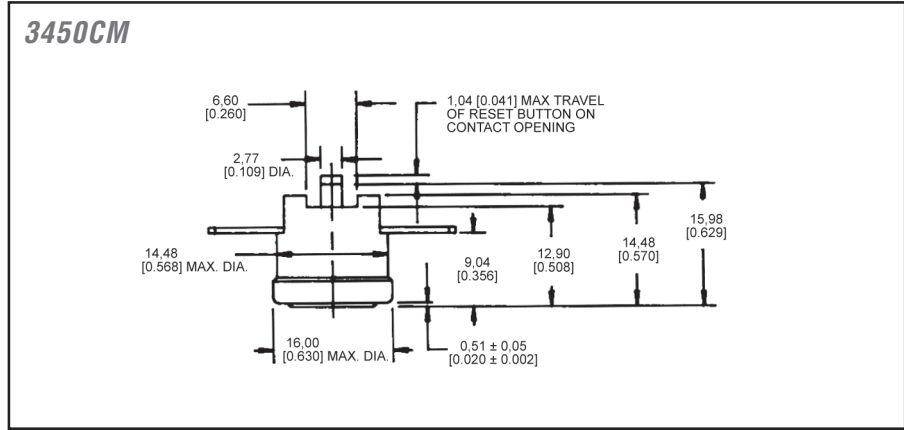 3450CM
6,60
[0.260]
1,04 [0.041] MAX TRAVEL
OF RESET BUTTON ON
CONTACT OPENING
2,77
[0.109] DIA.
15,98
[0.629]
14,48
[0.568] MAX. DIA.
9,04
[0.356]
12,90
[0.508]
14,48
[0.570]
16,00
[0.630] MAX. DIA.
0,51 ± 0,05
[0.020 ± 0.002]